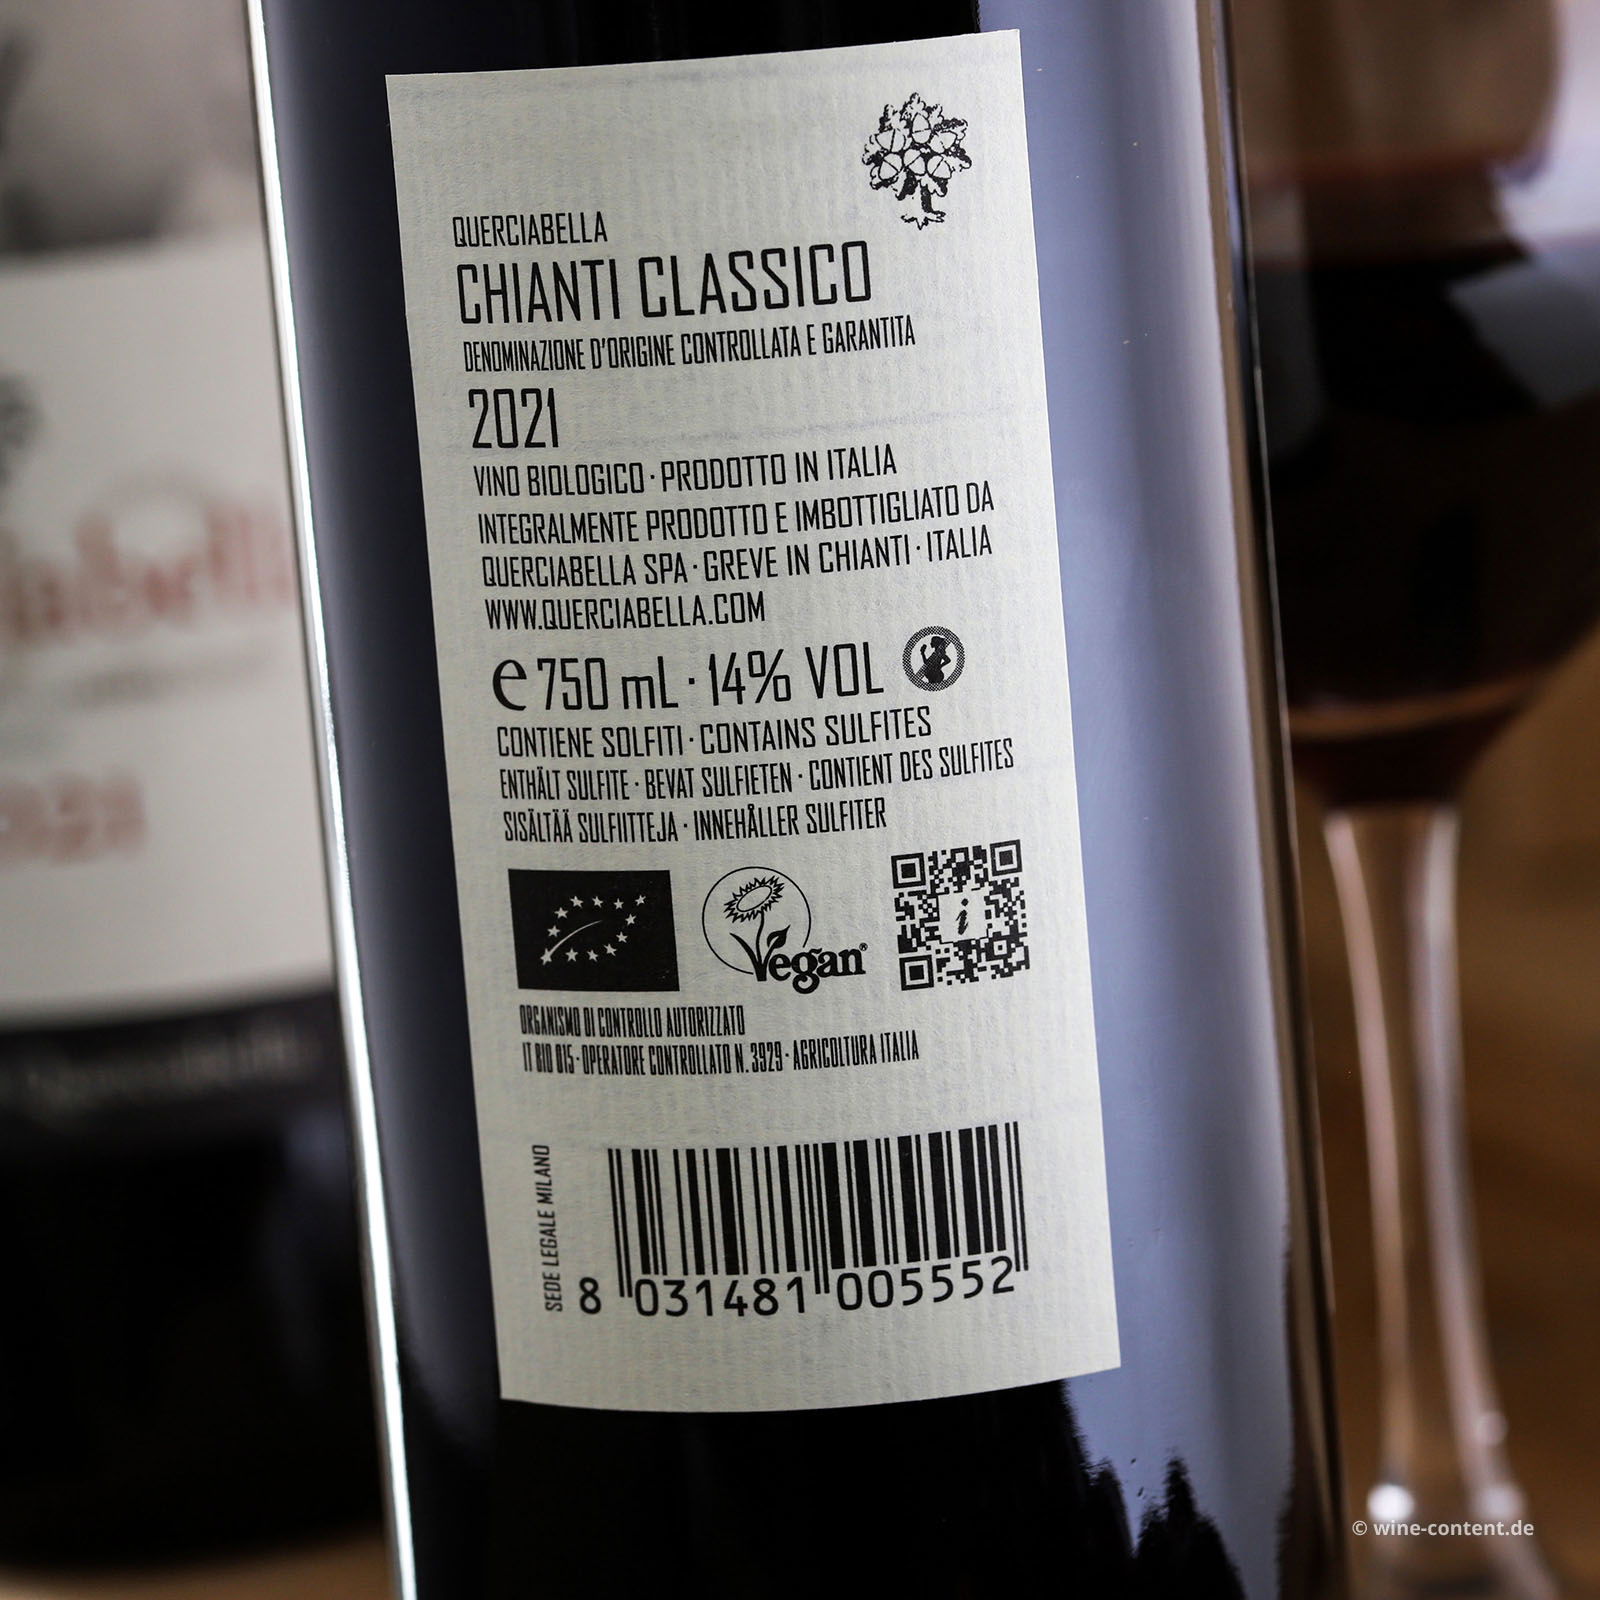 QUERCIABELLA
CHIANTI CLASSICO
DENOMINAZIONE D'ORIGINE CONTROLLATA E GARANTITA
2021
VINO BIOLOGICO · PRODOTTO IN ITALIA
INTEGRALMENTE PRODOTTO E IMBOTTIGLIATO DA
QUERCIABELLA SPA · GREVE IN CHIANTI · ITALIA
WWW.QUERCIABELLA.COM
e 750 mL · 14% VOL
CONTIENE SOLFITI · CONTAINS SULFITES
ENTHÄLT SULFITE · BEVAT SULFIETEN · CONTIENT DES SULFITES
SISÄLTÄÄ SULFIITTEJA · INNEHÅLLER SULFITER
Vegan®
i
ORGANISMO DI CONTROLLO AUTORIZZATO
IT BIO 015 · OPERATORE CONTROLLATO N. 3929 · AGRICOLTURA ITALIA
SEDE LEGALE MILANO
8 031481 005552
© wine-content.de